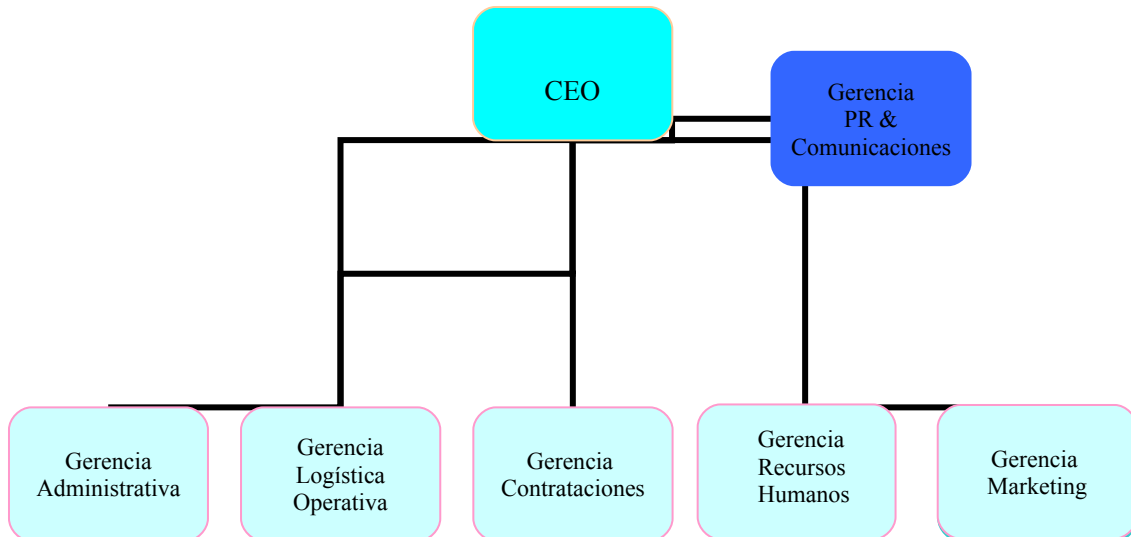 CEO
Gerencia
PR &
Comunicaciones
Gerencia
Administrativa
Gerencia
Logística
Operativa
Gerencia
Contrataciones
Gerencia
Recursos
Humanos
Gerencia
Marketing